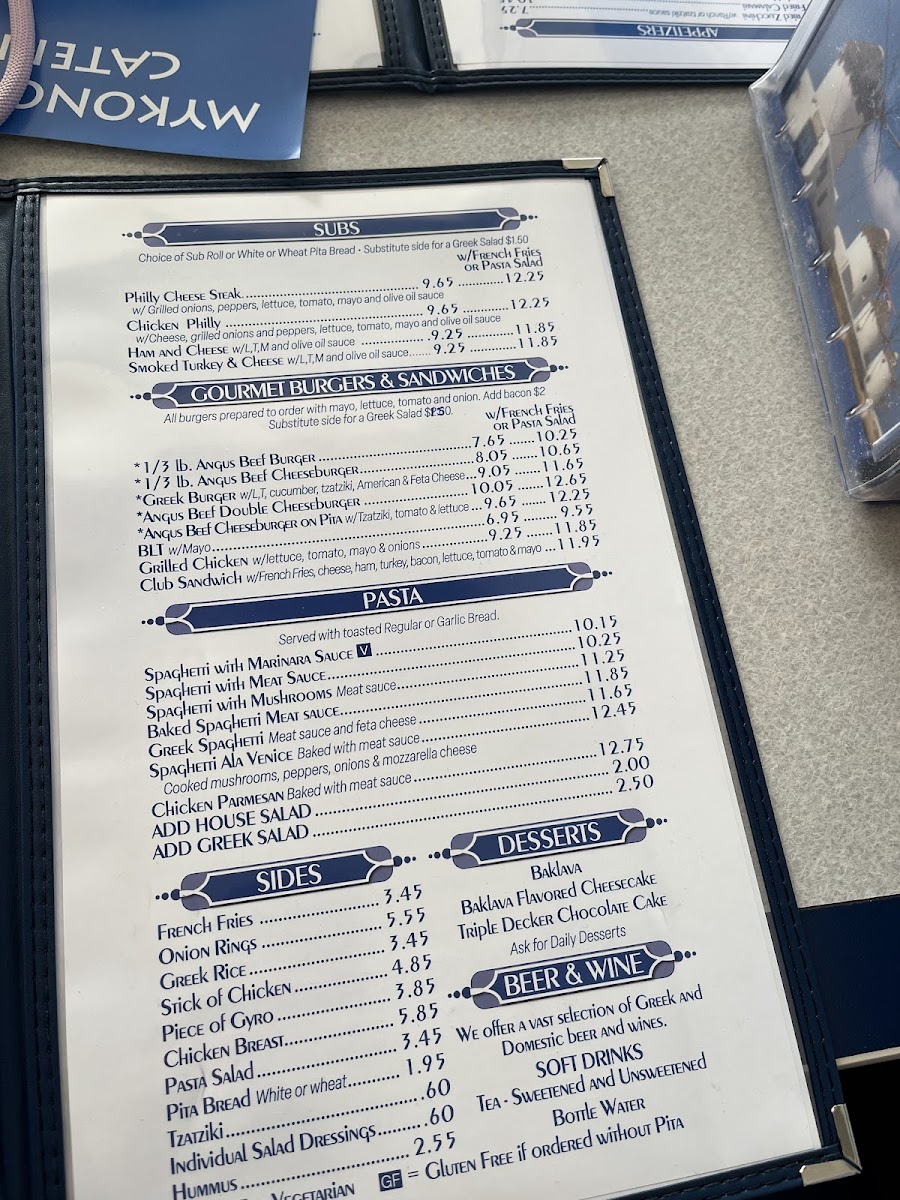 MYKONO
CATERI
Fried Calamari
Fried Zucchini w/Ranch or tzatziki sauce 7.25
APPETIZERS
SUBS
Choice of Sub Roll or White or Wheat Pita Bread • Substitute side for a Greek Salad $1.50
w/French Fries
or Pasta Salad
Philly Cheese Steak 9.65 12.25
w/ Grilled onions, peppers, lettuce, tomato, mayo and olive oil sauce
Chicken Philly 9.65 12.25
w/Cheese, grilled onions and peppers, lettuce, tomato, mayo and olive oil sauce
Ham and Cheese w/L,T,M and olive oil sauce 9.25 11.85
Smoked Turkey & Cheese w/L,T,M and olive oil sauce 9.25 11.85
GOURMET BURGERS & SANDWICHES
All burgers prepared to order with mayo, lettuce, tomato and onion. Add bacon $2
Substitute side for a Greek Salad
w/French Fries
or Pasta Salad
*1/3 lb. Angus Beef Burger 7.65 10.25
*1/3 lb. Angus Beef Cheeseburger 8.05 10.65
*Greek Burger w/L,T, cucumber, tzatziki, American & Feta Cheese 9.05 11.65
*Angus Beef Double Cheeseburger 10.05 12.65
*Angus Beef Cheeseburger on Pita w/Tzatziki, tomato & lettuce 9.65 12.25
BLT w/Mayo 6.95 9.55
Grilled Chicken w/lettuce, tomato, mayo & onions 9.25 11.85
Club Sandwich w/French Fries, cheese, ham, turkey, bacon, lettuce, tomato & mayo 11.95
PASTA
Served with toasted Regular or Garlic Bread.
Spaghetti with Marinara Sauce V 10.15
Spaghetti with Meat Sauce 10.25
Spaghetti with Mushrooms Meat sauce 11.25
Baked Spaghetti Meat sauce 11.85
Greek Spaghetti Meat sauce and feta cheese 11.65
Spaghetti Ala Venice Baked with meat sauce 12.45
Cooked mushrooms, peppers, onions & mozzarella cheese
Chicken Parmesan Baked with meat sauce 12.75
ADD HOUSE SALAD 2.00
ADD GREEK SALAD 2.50
SIDES
French Fries 3.45
Onion Rings 5.55
Greek Rice 3.45
Stick of Chicken 4.85
Piece of Gyro 3.85
Chicken Breast 5.85
Pasta Salad 3.45
Pita Bread White or wheat 1.95
Tzatziki .60
Individual Salad Dressings .60
Hummus 2.55
DESSERTS
Baklava
Baklava Flavored Cheesecake
Triple Decker Chocolate Cake
Ask for Daily Desserts
BEER & WINE
We offer a vast selection of Greek and
Domestic beer and wines.
SOFT DRINKS
Tea - Sweetened and Unsweetened
Bottle Water
Vegetarian GF = Gluten Free if ordered without Pita